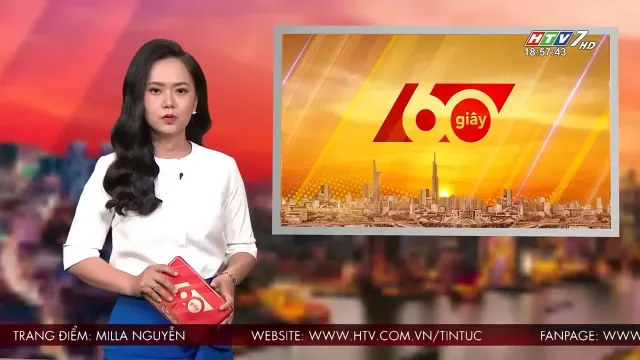 HTV7 HD
18:57:43
60 giây
60
TRANG ĐIỂM: MILLA NGUYỄN WEBSITE: WWW.HTV.COM.VN/TINTUC FANPAGE: WWW.F